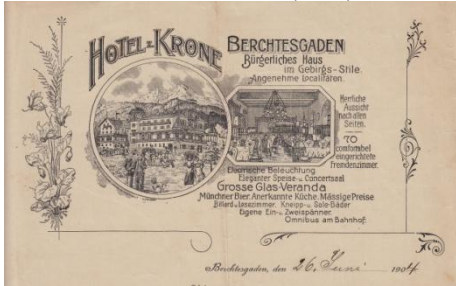 HOTEL z. KRONE
BERCHTESGADEN
Bürgerliches Haus
im Gebirgs-Stile.
Angenehme Localitäten.
Herrliche
Aussicht
nach allen
Seiten.
70
comfortabel
eingerichtete
Fremdenzimmer.
Electrische Beleuchtung
Eleganter Speise- u. Concertsaal
Grosse Glas-Veranda
Münchner Bier. Anerkannte Küche. Mässige Preise
Billard u. Lesezimmer. Kneipp- u. Sole-Bäder
Eigene Ein- u. Zweispänner.
Omnibus am Bahnhof.
Berchtesgaden, den 26. Juni 1904